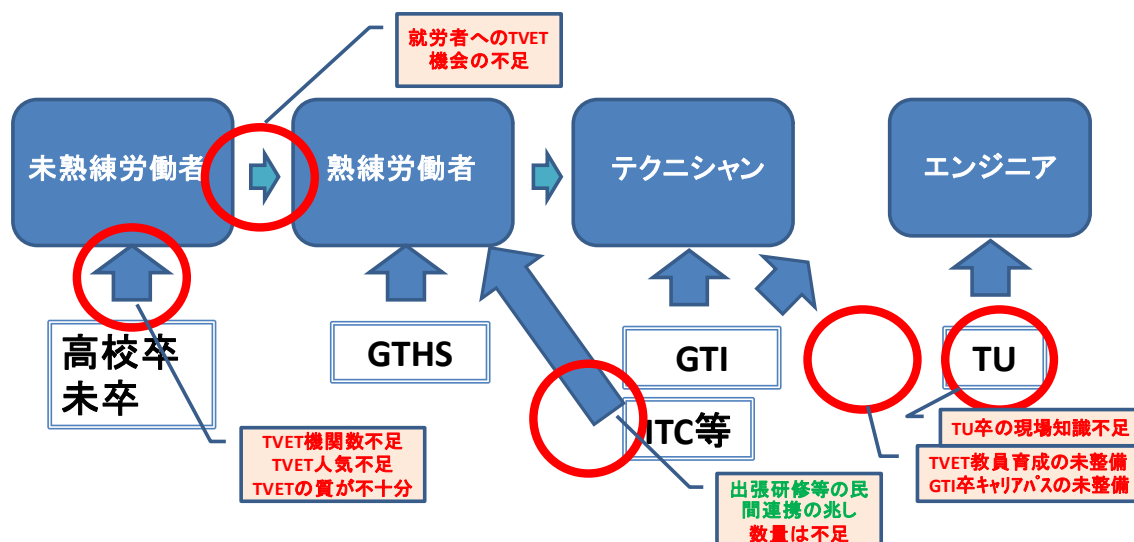 就労者へのTVET
機会の不足
未熟練労働者
熟練労働者
テクニシャン
エンジニア
高校卒
未卒
GTHS
GTI
TU
ITC等
TVET機関数不足
TVET人気不足
TVETの質が不十分
出張研修等の民
間連携の兆し
数量は不足
TU卒の現場知識不足
TVET教員育成の未整備
GTI卒ｷｬﾘｱﾊﾟｽの未整備